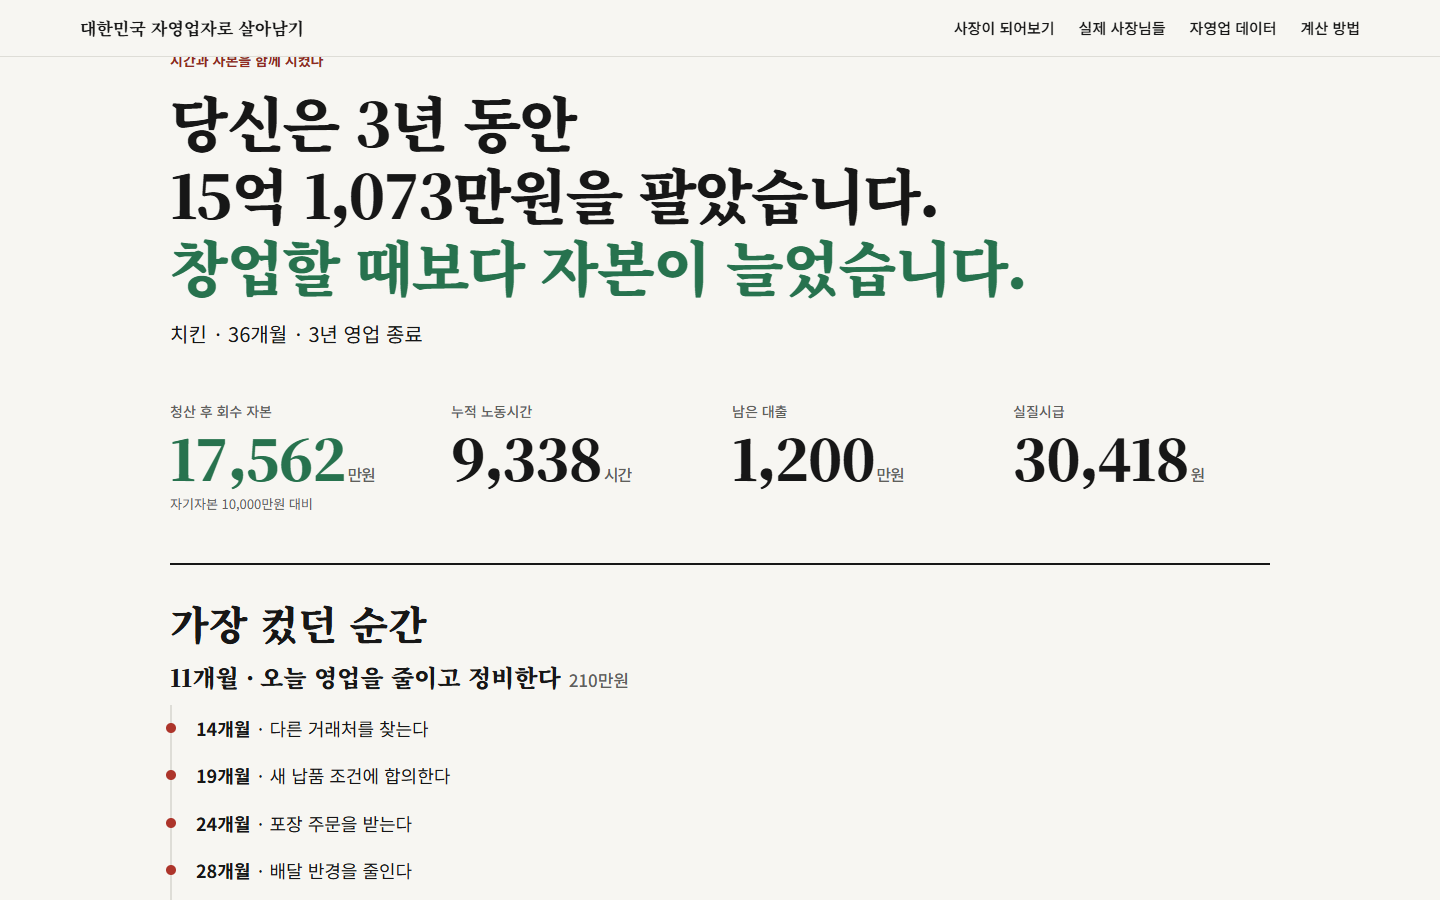 대한민국 자영업자로 살아남기
사장이 되어보기 실제 사장님들 자영업 데이터 계산 방법
시간과 자본을 함께 지켰다
당신은 3년 동안
15억 1,073만원을 팔았습니다.
창업할 때보다 자본이 늘었습니다.
치킨 · 36개월 · 3년 영업 종료
청산 후 회수 자본 누적 노동시간 남은 대출 실질시급
17,562만원 9,338시간 1,200만원 30,418원
자기자본 10,000만원 대비
가장 컸던 순간
11개월 · 오늘 영업을 줄이고 정비한다 210만원
14개월 · 다른 거래처를 찾는다
19개월 · 새 납품 조건에 합의한다
24개월 · 포장 주문을 받는다
28개월 · 배달 반경을 줄인다